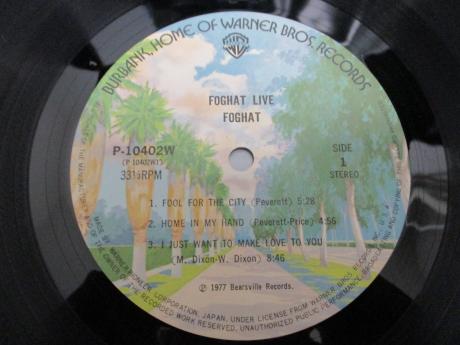 BURBANK, HOME OF WARNER BROS. RECORDS
WB
FOGHAT LIVE
FOGHAT
P-10402W
(P-10402W1)
33⅓RPM
SIDE
1
STEREO
1. FOOL FOR THE CITY (Peverett) 5:28
2. HOME IN MY HAND (Peverett-Price) 4:56
3. I JUST WANT TO MAKE LOVE TO YOU
(M. Dixon-W. Dixon) 8:46
Ⓟ 1977 Bearsville Records.
CORPORATION, JAPAN, UNDER LICENSE FROM WARNER BROS. RECORDS
OF RECORDED WORK RESERVED. UNAUTHORIZED PUBLIC PERFORMANCE,